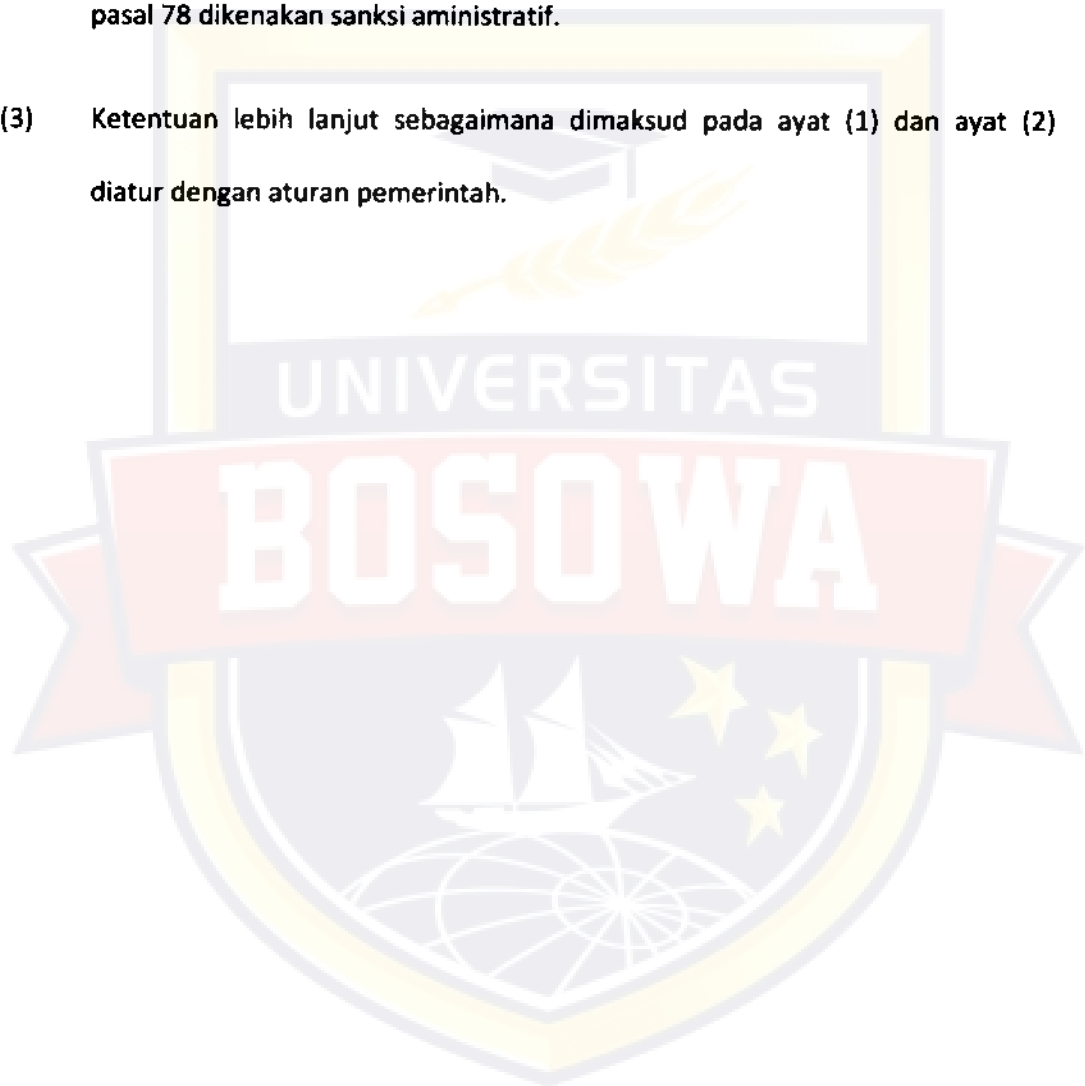 pasal 78 dikenakan sanksi aministratif.
(3) Ketentuan lebih lanjut sebagaimana dimaksud pada ayat (1) dan ayat (2)
diatur dengan aturan pemerintah.
UNIVERSITAS
BOSOWA